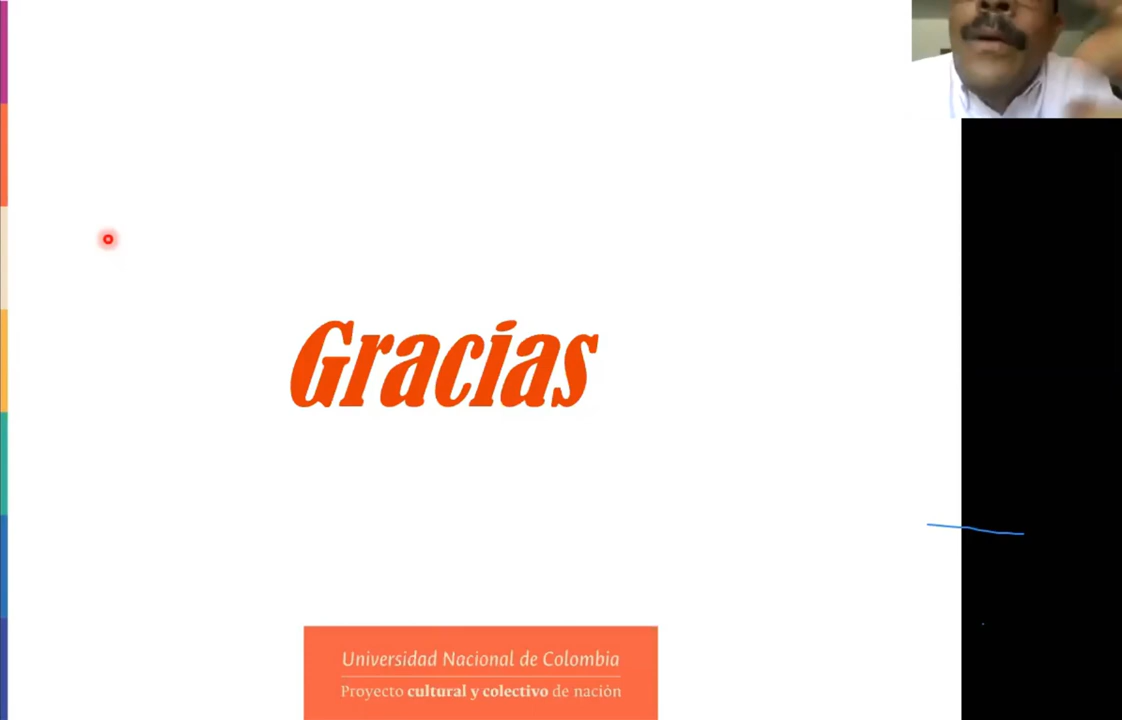 Gracias
Universidad Nacional de Colombia
Proyecto cultural y colectivo de nación